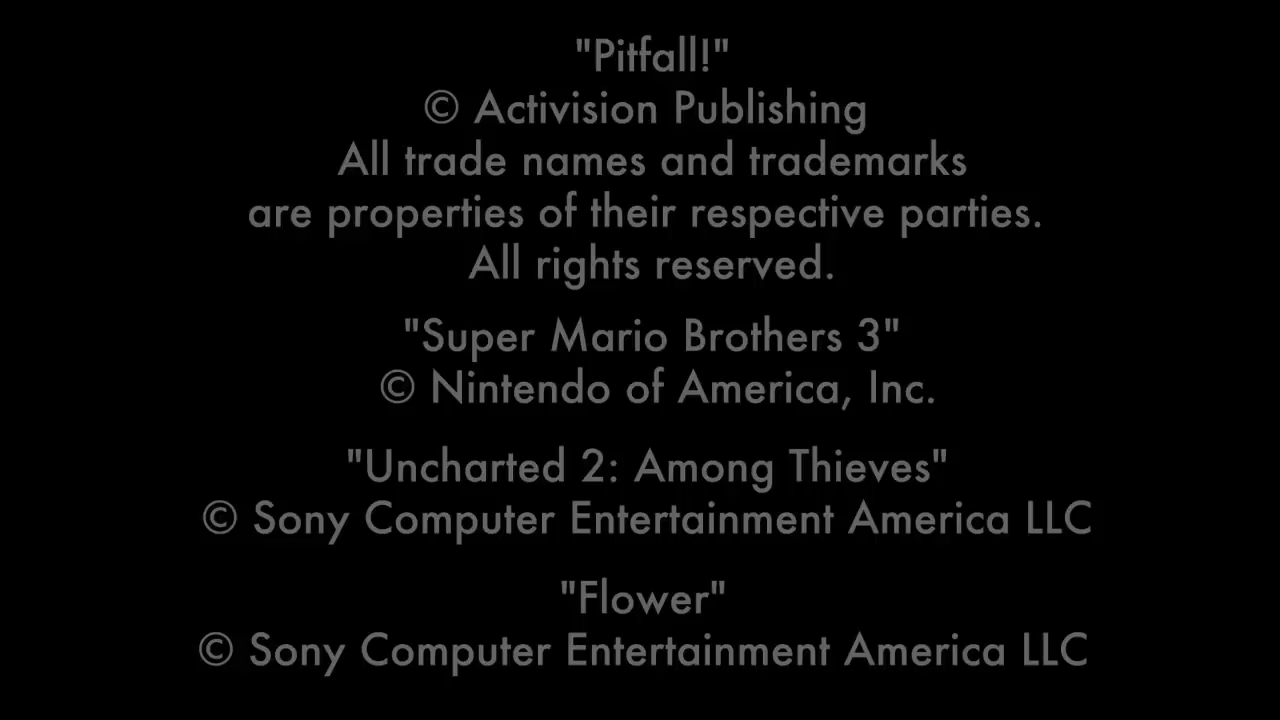 "Pitfall!"
© Activision Publishing
All trade names and trademarks
are properties of their respective parties.
All rights reserved.
"Super Mario Brothers 3"
© Nintendo of America, Inc.
"Uncharted 2: Among Thieves"
© Sony Computer Entertainment America LLC
"Flower"
© Sony Computer Entertainment America LLC